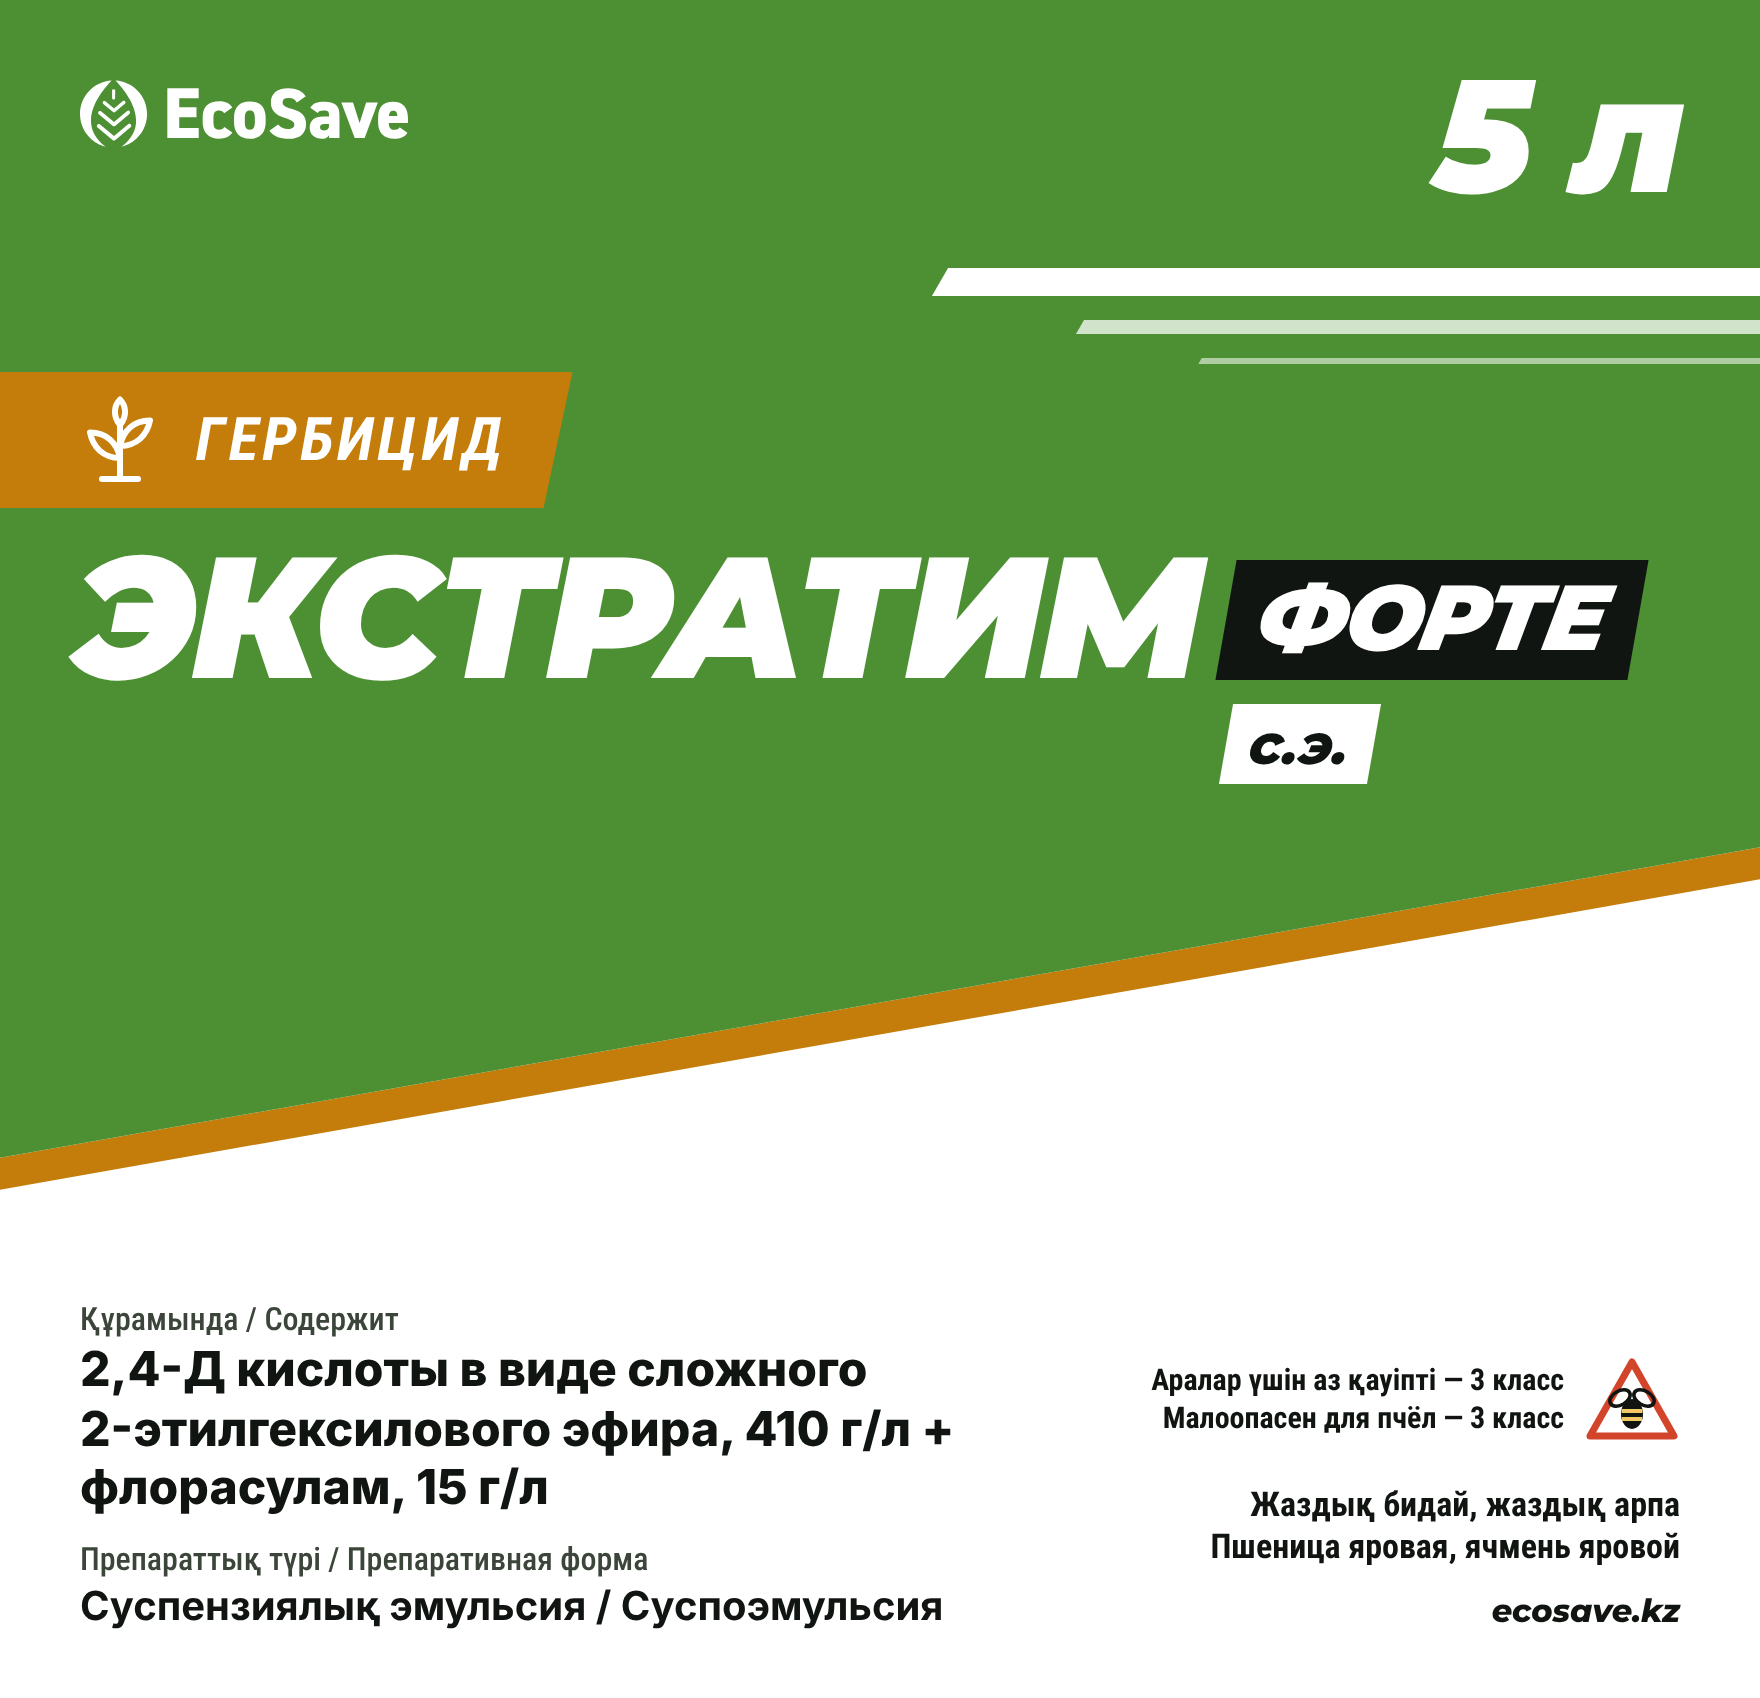 EcoSave
5 л
ГЕРБИЦИД
ЭКСТРАТИМ ФОРТЕ
с.э.
Құрамында / Содержит
2,4-Д кислоты в виде сложного
2-этилгексилового эфира, 410 г/л +
флорасулам, 15 г/л
Препараттық түрі / Препаративная форма
Суспензиялық эмульсия / Суспоэмульсия
Аралар үшін аз қауіпті — 3 класс
Малоопасен для пчёл — 3 класс
Жаздық бидай, жаздық арпа
Пшеница яровая, ячмень яровой
ecosave.kz